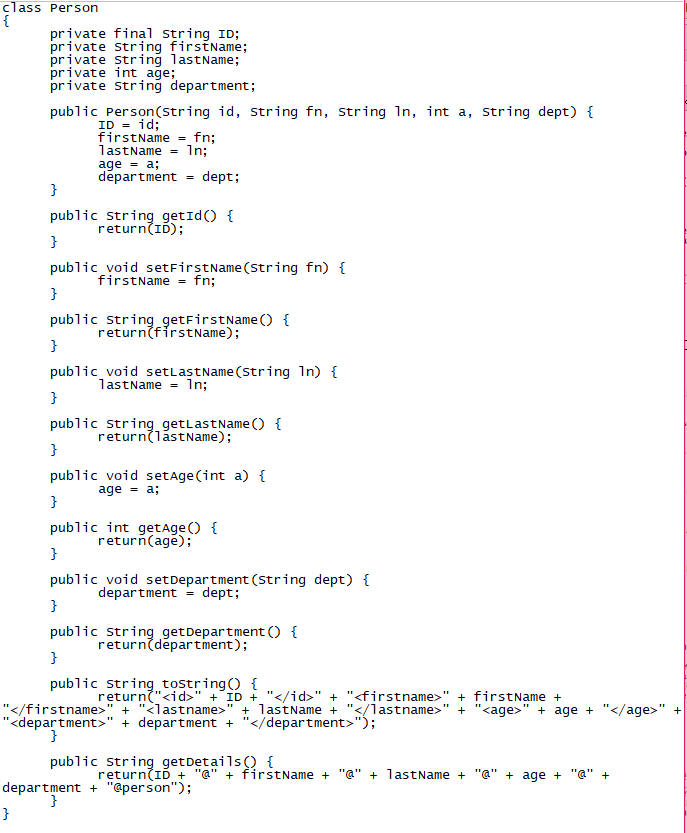 class Person
{
private final String ID;
private String firstName;
private String lastName;
private int age;
private String department;
public Person(String id, String fn, String ln, int a, String dept) {
ID = id;
firstName = fn;
lastName = ln;
age = a;
department = dept;
}
public String getId() {
return(ID);
}
public void setFirstName(String fn) {
firstName = fn;
}
public String getFirstName() {
return(firstName);
}
public void setLastName(String ln) {
lastName = ln;
}
public String getLastName() {
return(lastName);
}
public void setAge(int a) {
age = a;
}
public int getAge() {
return(age);
}
public void setDepartment(String dept) {
department = dept;
}
public String getDepartment() {
return(department);
}
public String toString() {
return("<id>" + ID + "</id>" + "<firstname>" + firstName +
"</firstname>" + "<lastname>" + lastName + "</lastname>" + "<age>" + age + "</age>" +
"<department>" + department + "</department>");
}
public String getDetails() {
return(ID + "@" + firstName + "@" + lastName + "@" + age + "@" +
department + "@person");
}
}